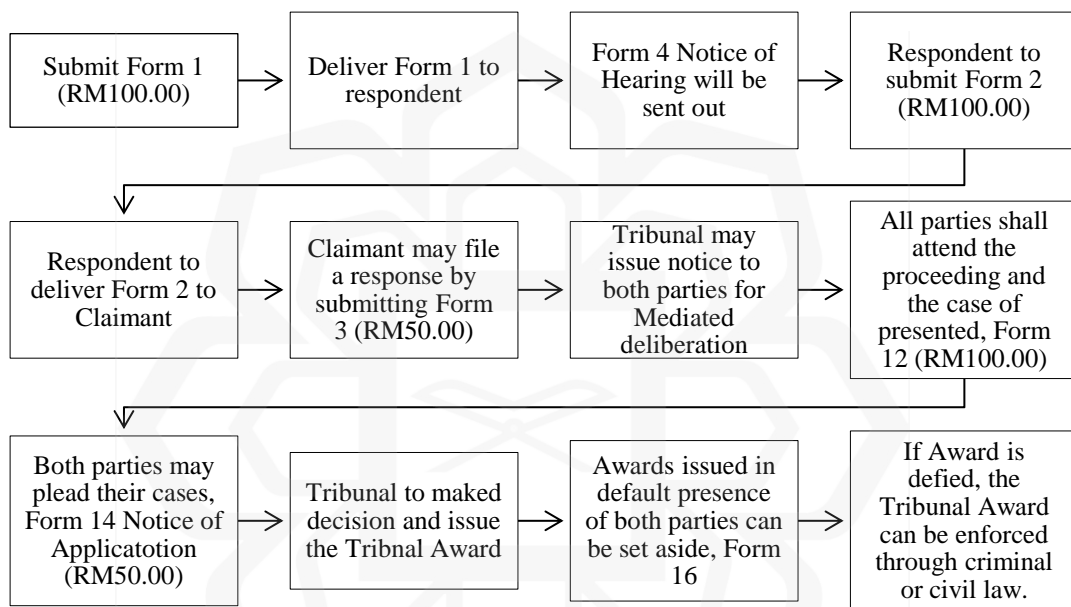 Submit Form 1
(RM100.00)
Deliver Form 1 to
respondent
Form 4 Notice of
Hearing will be
sent out
Respondent to
submit Form 2
(RM100.00)
Respondent to
deliver Form 2 to
Claimant
Claimant may file
a response by
submitting Form
3 (RM50.00)
Tribunal may
issue notice to
both parties for
Mediated
deliberation
All parties shall
attend the
proceeding and
the case of
presented, Form
12 (RM100.00)
Both parties may
plead their cases,
Form 14 Notice of
Applicatotion
(RM50.00)
Tribunal to maked
decision and issue
the Tribnal Award
Awards issued in
default presence
of both parties can
be set aside, Form
16
If Award is
defied, the
Tribunal Award
can be enforced
through criminal
or civil law.